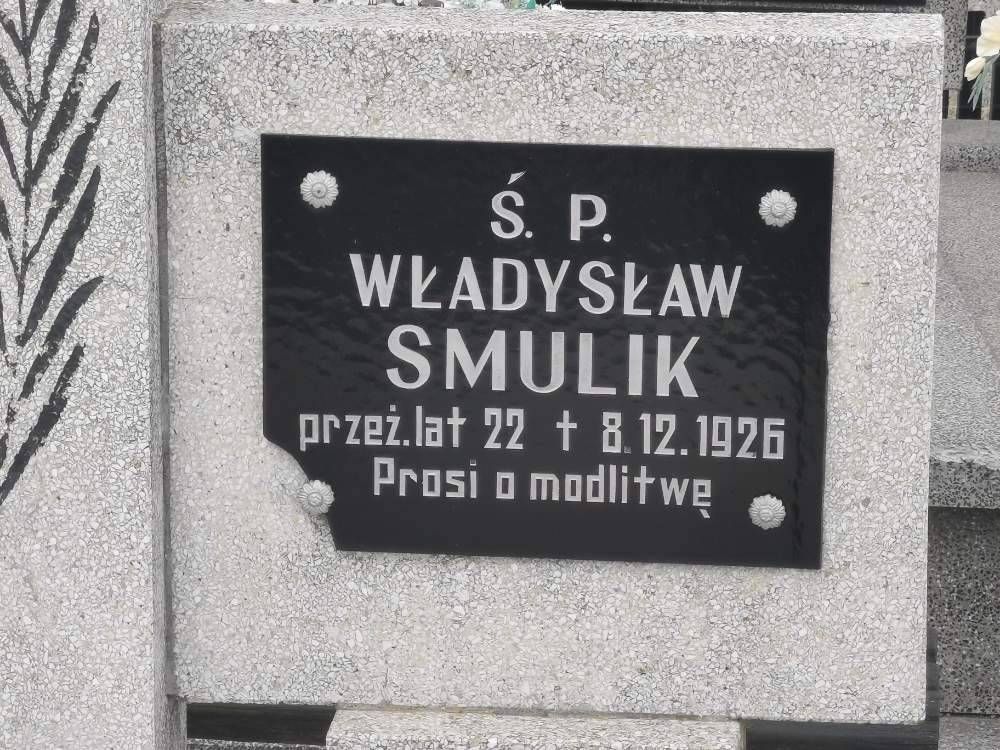 Ś. P.
WŁADYSŁAW
SMULIK
przeż. lat 22 † 8.12.1926
Prosi o modlitwę